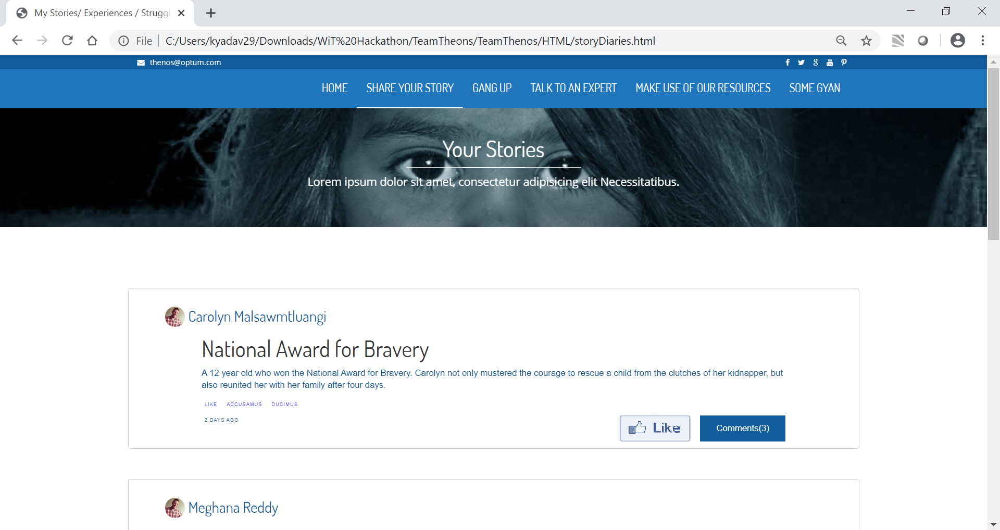 My Stories/ Experiences / Struggl
File
C:/Users/kyadav29/Downloads/WiT%20Hackathon/TeamTheons/TeamThenos/HTML/storyDiaries.html
thenos@optum.com
HOME SHARE YOUR STORY GANG UP TALK TO AN EXPERT MAKE USE OF OUR RESOURCES SOME GYAN
Your Stories
Lorem ipsum dolor sit amet, consectetur adipisicing elit Necessitatibus.
Carolyn Malsawmtluangi
National Award for Bravery
A 12 year old who won the National Award for Bravery. Carolyn not only mustered the courage to rescue a child from the clutches of her kidnapper, but
also reunited her with her family after four days.
LIKE ACCUSAMUS DUCIMUS
2 DAYS AGO
Like Comments(3)
Meghana Reddy